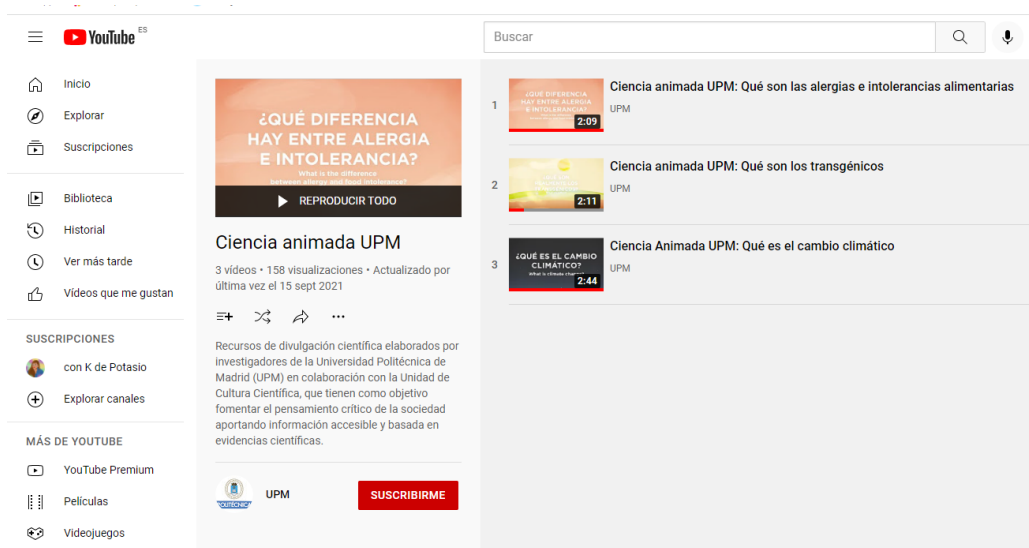 YouTube ES
Buscar
Inicio
Explorar
Suscripciones
Biblioteca
Historial
Ver más tarde
Vídeos que me gustan
SUSCRIPCIONES
con K de Potasio
Explorar canales
MÁS DE YOUTUBE
YouTube Premium
Películas
Videojuegos
¿QUÉ DIFERENCIA
HAY ENTRE ALERGIA
E INTOLERANCIA?
What is the difference
between allergy and food intolerance?
REPRODUCIR TODO
Ciencia animada UPM
3 vídeos • 158 visualizaciones • Actualizado por
última vez el 15 sept 2021
Recursos de divulgación científica elaborados por
investigadores de la Universidad Politécnica de
Madrid (UPM) en colaboración con la Unidad de
Cultura Científica, que tienen como objetivo
fomentar el pensamiento crítico de la sociedad
aportando información accesible y basada en
evidencias científicas.
POLITÉCNICA
UPM
SUSCRIBIRME
1
¿QUÉ DIFERENCIA
HAY ENTRE ALERGIA
E INTOLERANCIA?
2:09
Ciencia animada UPM: Qué son las alergias e intolerancias alimentarias
UPM
2
2:11
Ciencia animada UPM: Qué son los transgénicos
UPM
3
¿QUÉ ES EL CAMBIO
CLIMÁTICO?
What is climate change?
2:44
Ciencia Animada UPM: Qué es el cambio climático
UPM